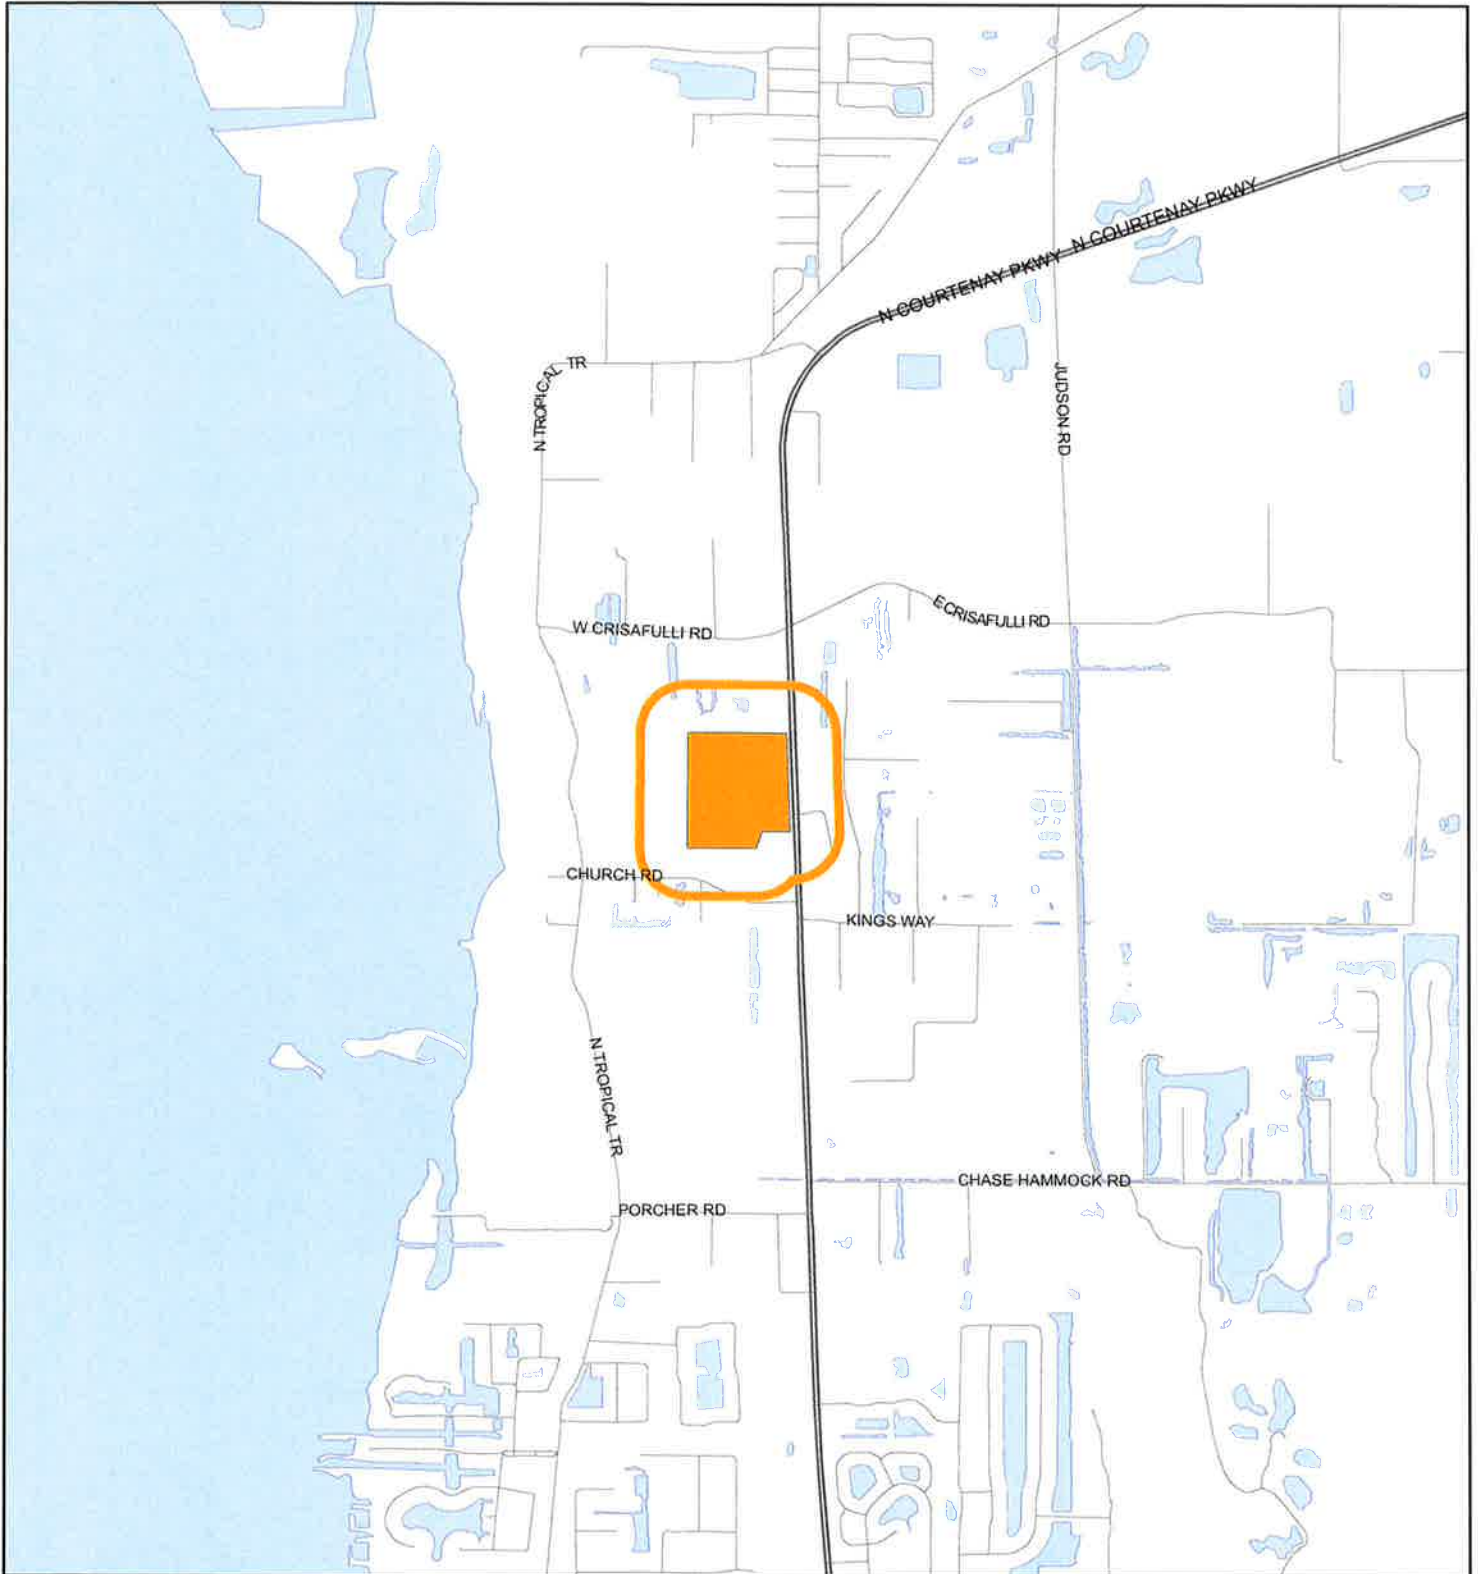 N COURTENAY PKWY
N COURTENAY PKWY
N TROPICAL TR
JUDSON RD
E CRISAFULLI RD
W CRISAFULLI RD
CHURCH RD
KINGS WAY
N TROPICAL TR
CHASE HAMMOCK RD
PORCHER RD